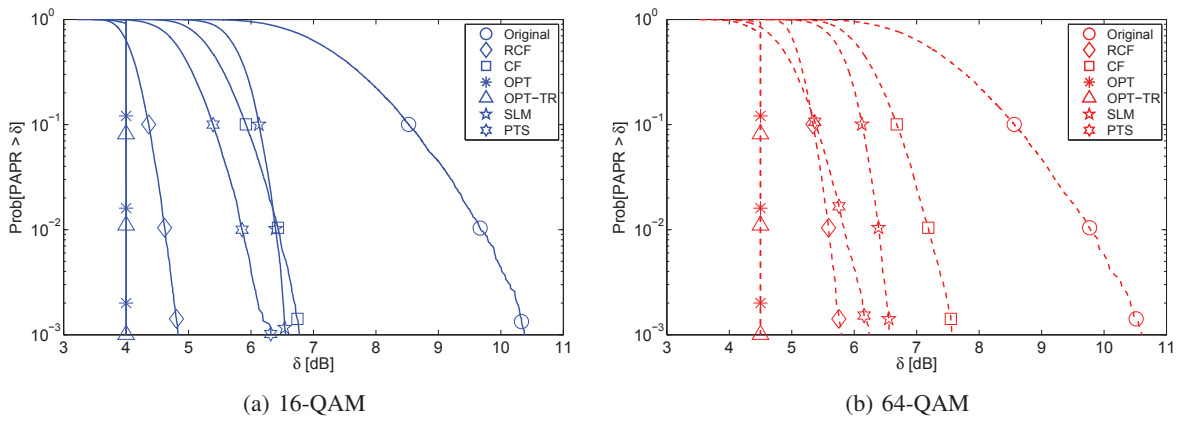 10^0
10^-1
10^-2
10^-3
Prob[PAPR > δ]
3 4 5 6 7 8 9 10 11
δ [dB]
Original
RCF
CF
OPT
OPT−TR
SLM
PTS
(a) 16-QAM
10^0
10^-1
10^-2
10^-3
Prob[PAPR > δ]
3 4 5 6 7 8 9 10 11
δ [dB]
Original
RCF
CF
OPT
OPT−TR
SLM
PTS
(b) 64-QAM